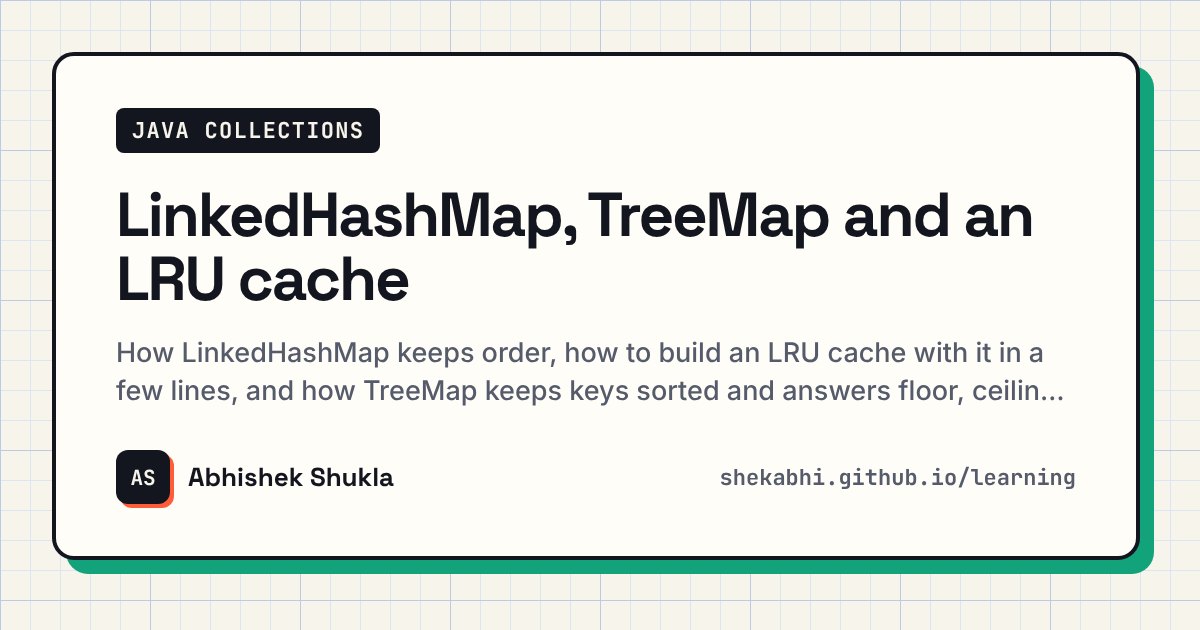 JAVA COLLECTIONS
LinkedHashMap, TreeMap and an
LRU cache
How LinkedHashMap keeps order, how to build an LRU cache with it in a
few lines, and how TreeMap keeps keys sorted and answers floor, ceilin...
AS
Abhishek Shukla
shekabhi.github.io/learning